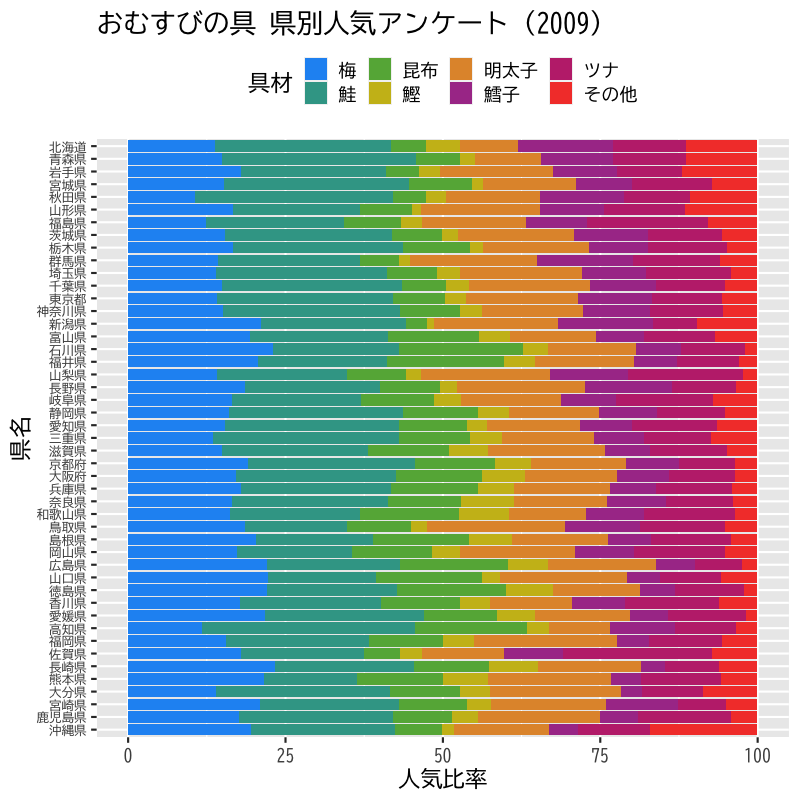 おむすびの具 県別人気アンケート (2009)
具材 梅 昆布 明太子 ツナ
鮭 鰹 鱈子 その他
北海道
青森県
岩手県
宮城県
秋田県
山形県
福島県
茨城県
栃木県
群馬県
埼玉県
千葉県
東京都
神奈川県
新潟県
富山県
石川県
福井県
山梨県
長野県
岐阜県
静岡県
愛知県
三重県
滋賀県
京都府
大阪府
兵庫県
奈良県
和歌山県
鳥取県
島根県
岡山県
広島県
山口県
徳島県
香川県
愛媛県
高知県
福岡県
佐賀県
長崎県
熊本県
大分県
宮崎県
鹿児島県
沖縄県
県名
0 25 50 75 100
人気比率